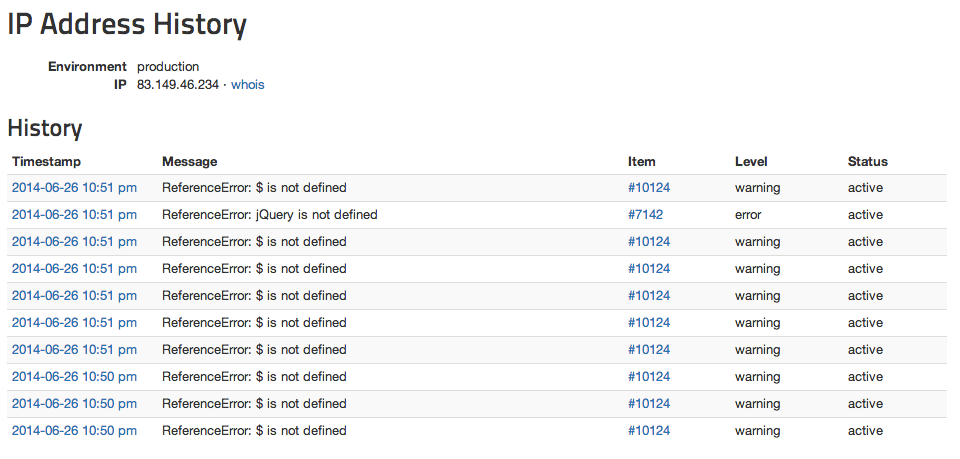 IP Address History
Environment production
IP 83.149.46.234 · whois
History
Timestamp Message Item Level Status
2014-06-26 10:51 pm ReferenceError: $ is not defined #10124 warning active
2014-06-26 10:51 pm ReferenceError: jQuery is not defined #7142 error active
2014-06-26 10:51 pm ReferenceError: $ is not defined #10124 warning active
2014-06-26 10:51 pm ReferenceError: $ is not defined #10124 warning active
2014-06-26 10:51 pm ReferenceError: $ is not defined #10124 warning active
2014-06-26 10:51 pm ReferenceError: $ is not defined #10124 warning active
2014-06-26 10:51 pm ReferenceError: $ is not defined #10124 warning active
2014-06-26 10:50 pm ReferenceError: $ is not defined #10124 warning active
2014-06-26 10:50 pm ReferenceError: $ is not defined #10124 warning active
2014-06-26 10:50 pm ReferenceError: $ is not defined #10124 warning active